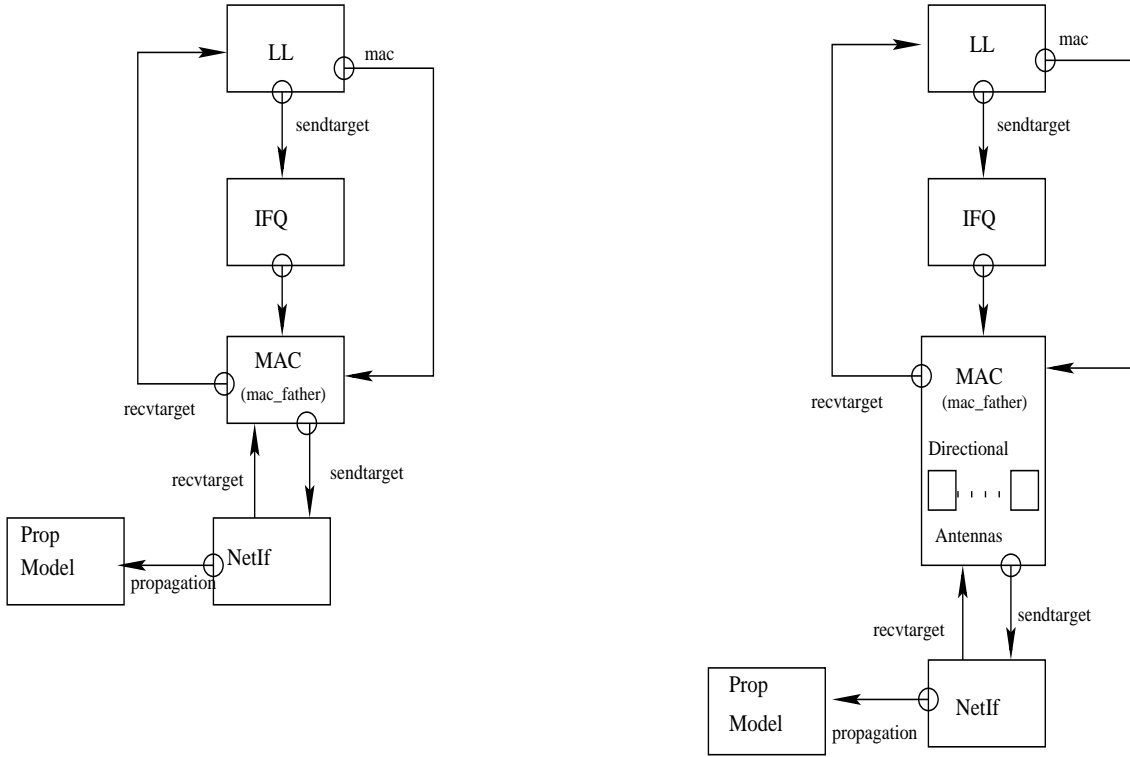 LL
mac
sendtarget
IFQ
MAC
(mac_father)
recvtarget
recvtarget
sendtarget
Prop
Model
NetIf
propagation
LL
mac
sendtarget
IFQ
MAC
(mac_father)
recvtarget
Directional
Antennas
recvtarget
sendtarget
Prop
Model
NetIf
propagation